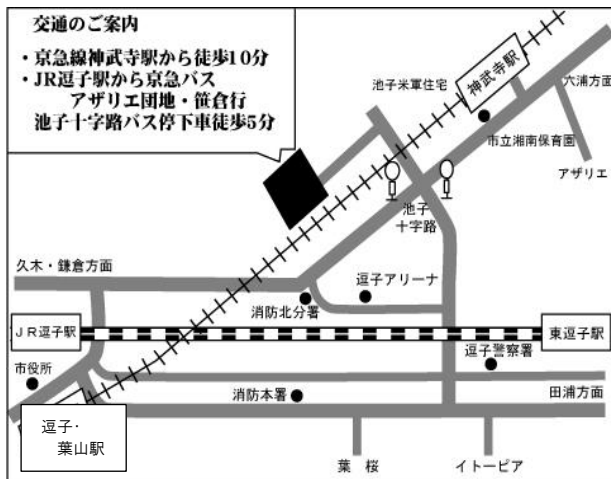 交通のご案内
・京急線神武寺駅から徒歩10分
・JR逗子駅から京急バス
アザリエ団地・笹倉行
池子十字路バス停下車徒歩5分
池子米軍住宅
神武寺駅
穴浦方面
市立湘南保育園
アザリエ
池子
十字路
久木・鎌倉方面
逗子アリーナ
消防北分署
JR逗子駅
東逗子駅
市役所
逗子警察署
消防本署
田浦方面
逗子・
葉山駅
葉 桜
イトーピア